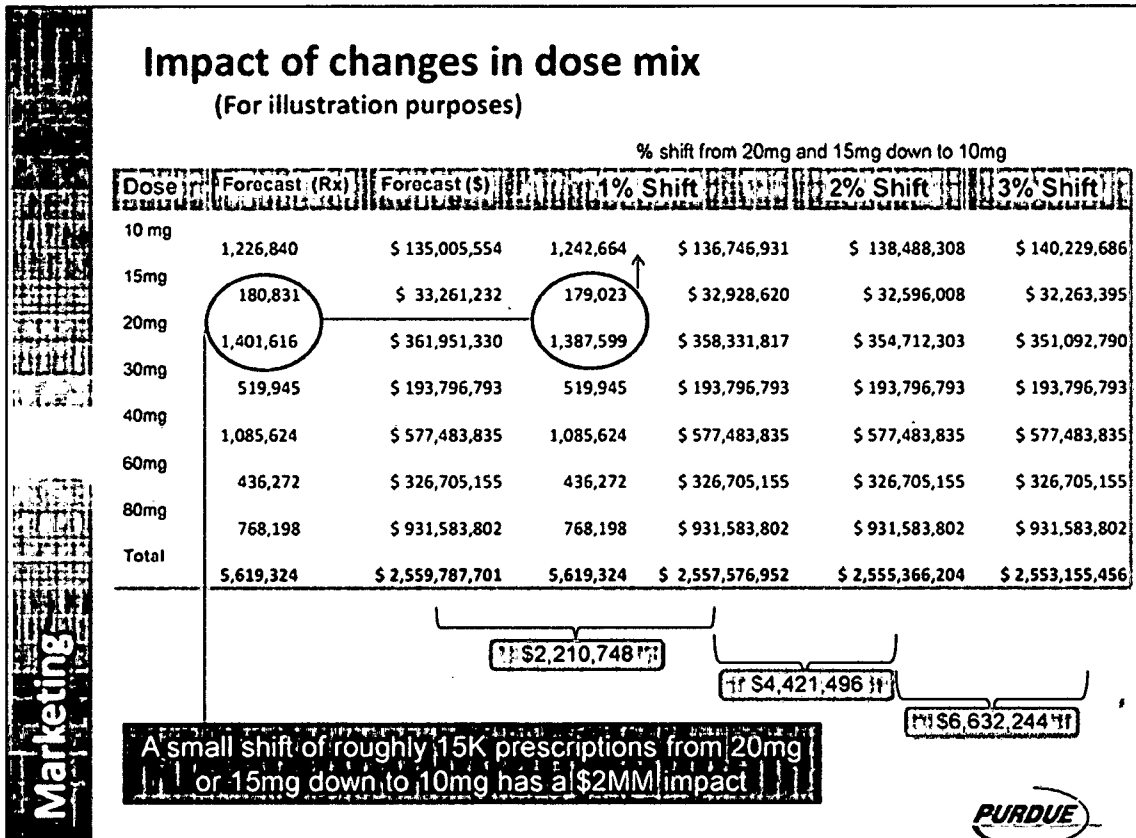 Impact of changes in dose mix
(For illustration purposes)
% shift from 20mg and 15mg down to 10mg
Dose Forecast (Rx) Forecast ($) 1% Shift 2% Shift 3% Shift
10 mg
1,226,840 $ 135,005,554 1,242,664 $ 136,746,931 $ 138,488,308 $ 140,229,686
15mg
180,831 $ 33,261,232 179,023 $ 32,928,620 $ 32,596,008 $ 32,263,395
20mg
1,401,616 $ 361,951,330 1,387,599 $ 358,331,817 $ 354,712,303 $ 351,092,790
30mg
519,945 $ 193,796,793 519,945 $ 193,796,793 $ 193,796,793 $ 193,796,793
40mg
1,085,624 $ 577,483,835 1,085,624 $ 577,483,835 $ 577,483,835 $ 577,483,835
60mg
436,272 $ 326,705,155 436,272 $ 326,705,155 $ 326,705,155 $ 326,705,155
80mg
768,198 $ 931,583,802 768,198 $ 931,583,802 $ 931,583,802 $ 931,583,802
Total
5,619,324 $ 2,559,787,701 5,619,324 $ 2,557,576,952 $ 2,555,366,204 $ 2,553,155,456
$2,210,748
$4,421,496
$6,632,244
A small shift of roughly 15K prescriptions from 20mg
or 15mg down to 10mg has a $2MM impact
Marketing
PURDUE